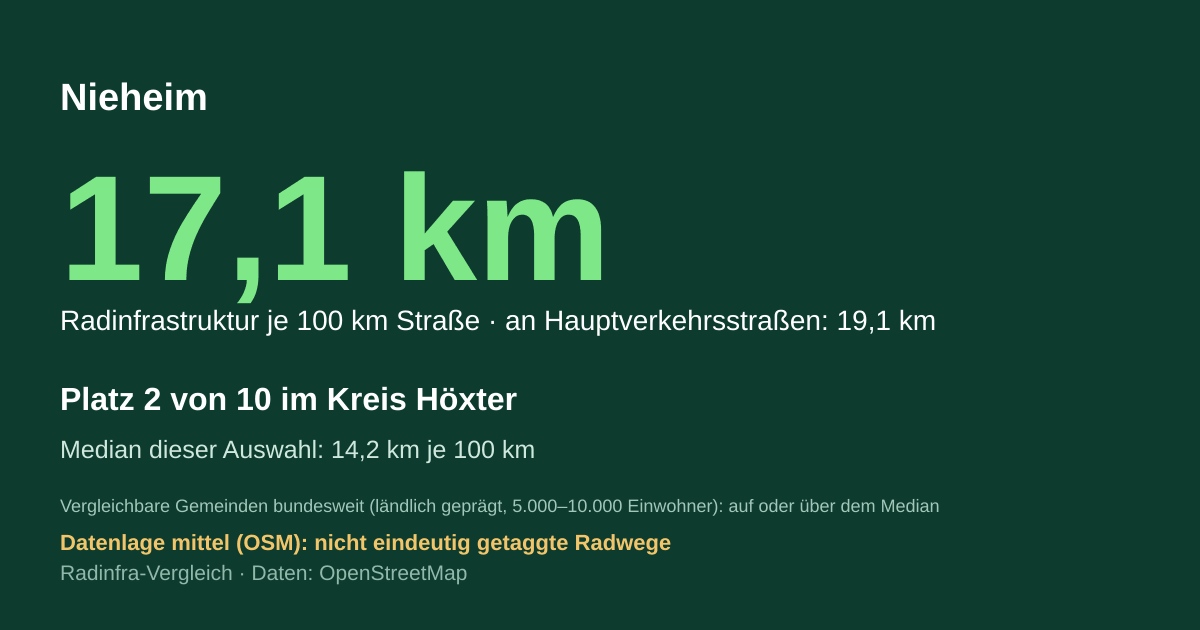 Nieheim
17,1 km
Radinfrastruktur je 100 km Straße · an Hauptverkehrsstraßen: 19,1 km
Platz 2 von 10 im Kreis Höxter
Median dieser Auswahl: 14,2 km je 100 km
Vergleichbare Gemeinden bundesweit (ländlich geprägt, 5.000–10.000 Einwohner): auf oder über dem Median
Datenlage mittel (OSM): nicht eindeutig getaggte Radwege
Radinfra-Vergleich · Daten: OpenStreetMap